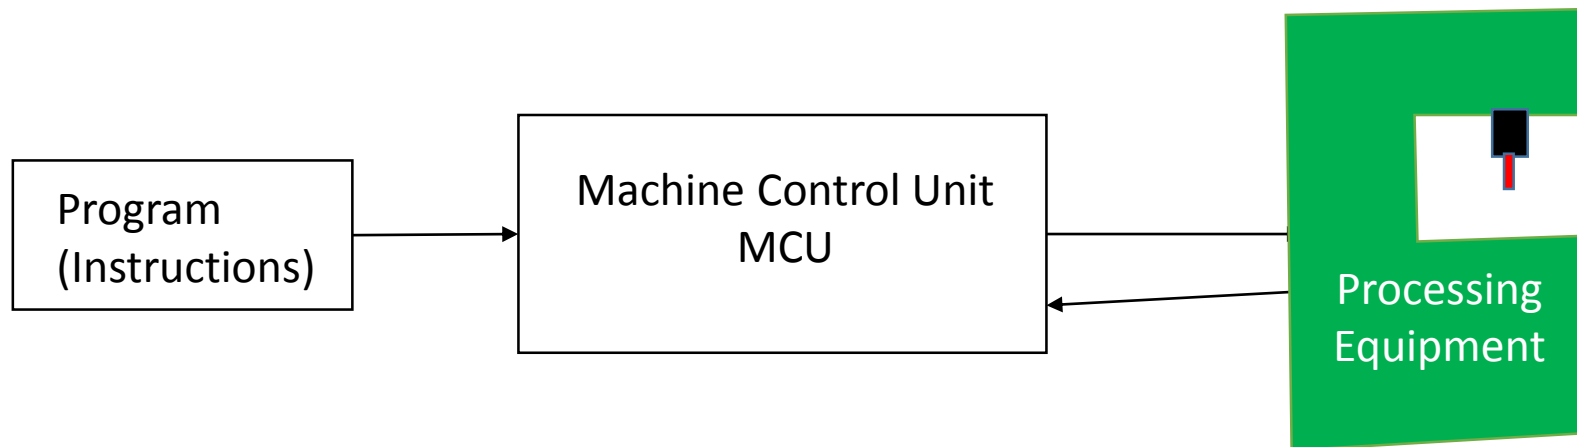 Program
(Instructions)
Machine Control Unit
MCU
Processing
Equipment